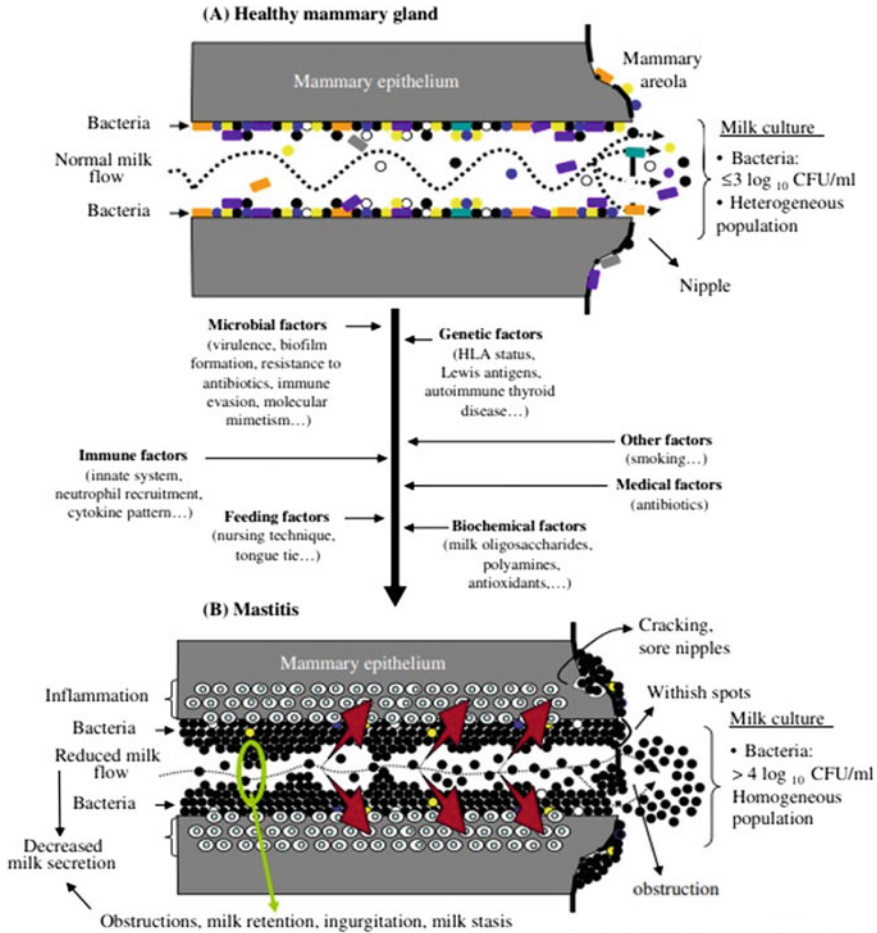 (A) Healthy mammary gland
Mammary epithelium
Mammary
areola
Bacteria
Normal milk
flow
Bacteria
Milk culture
• Bacteria:
≤3 log 10 CFU/ml
• Heterogeneous
population
Nipple
Microbial factors
(virulence, biofilm
formation, resistance to
antibiotics, immune
evasion, molecular
mimetism…)
Genetic factors
(HLA status,
Lewis antigens,
autoimmune thyroid
disease…)
Other factors
(smoking…)
Immune factors
(innate system,
neutrophil recruitment,
cytokine pattern…)
Medical factors
(antibiotics)
Feeding factors
(nursing technique,
tongue tie…)
Biochemical factors
(milk oligosaccharides,
polyamines,
antioxidants,…)
(B) Mastitis
Mammary epithelium
Cracking,
sore nipples
Inflammation
Withish spots
Bacteria
Reduced milk
flow
Bacteria
Milk culture
• Bacteria:
> 4 log 10 CFU/ml
Homogeneous
population
Decreased
milk secretion
obstruction
Obstructions, milk retention, ingurgitation, milk stasis